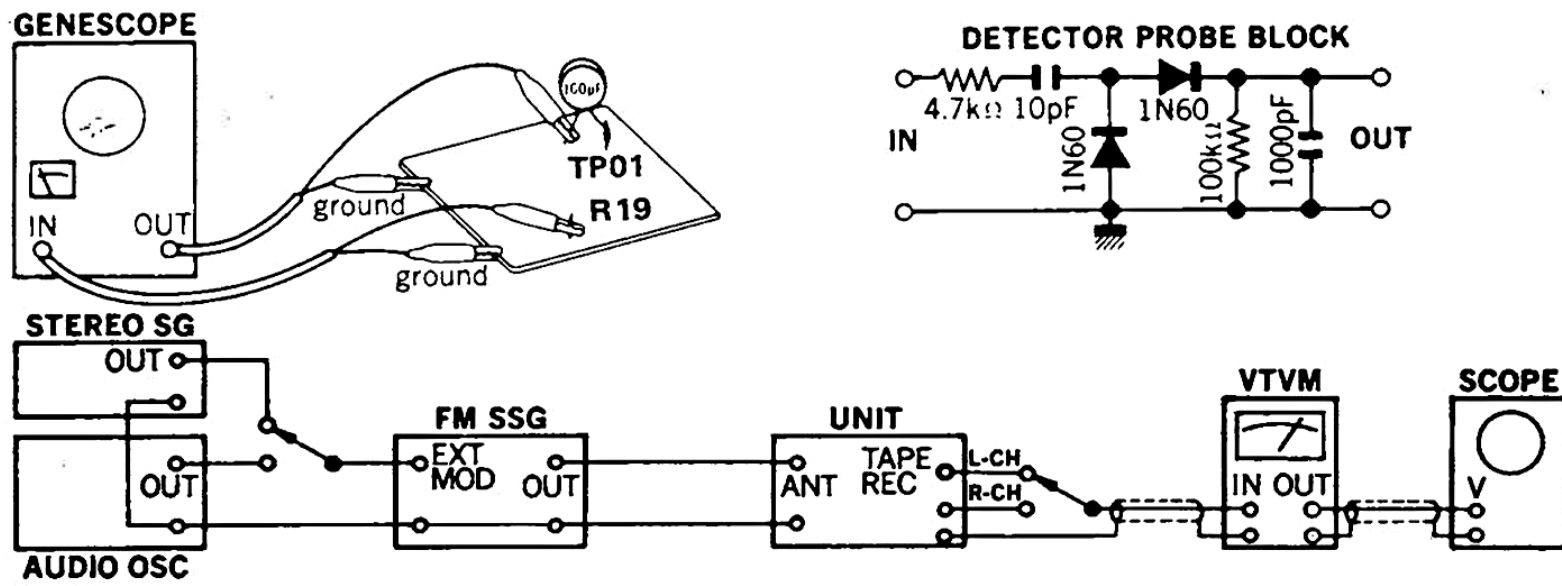 GENESCOPE
100μF
TP01
R19
ground
IN
OUT
ground
DETECTOR PROBE BLOCK
4.7kΩ
10pF
1N60
1N60
100kΩ
1000pF
IN
OUT
STEREO SG
OUT
AUDIO OSC
OUT
FM SSG
EXT
MOD
OUT
UNIT
ANT
TAPE
REC
L-CH
R-CH
VTVM
IN OUT
SCOPE
V